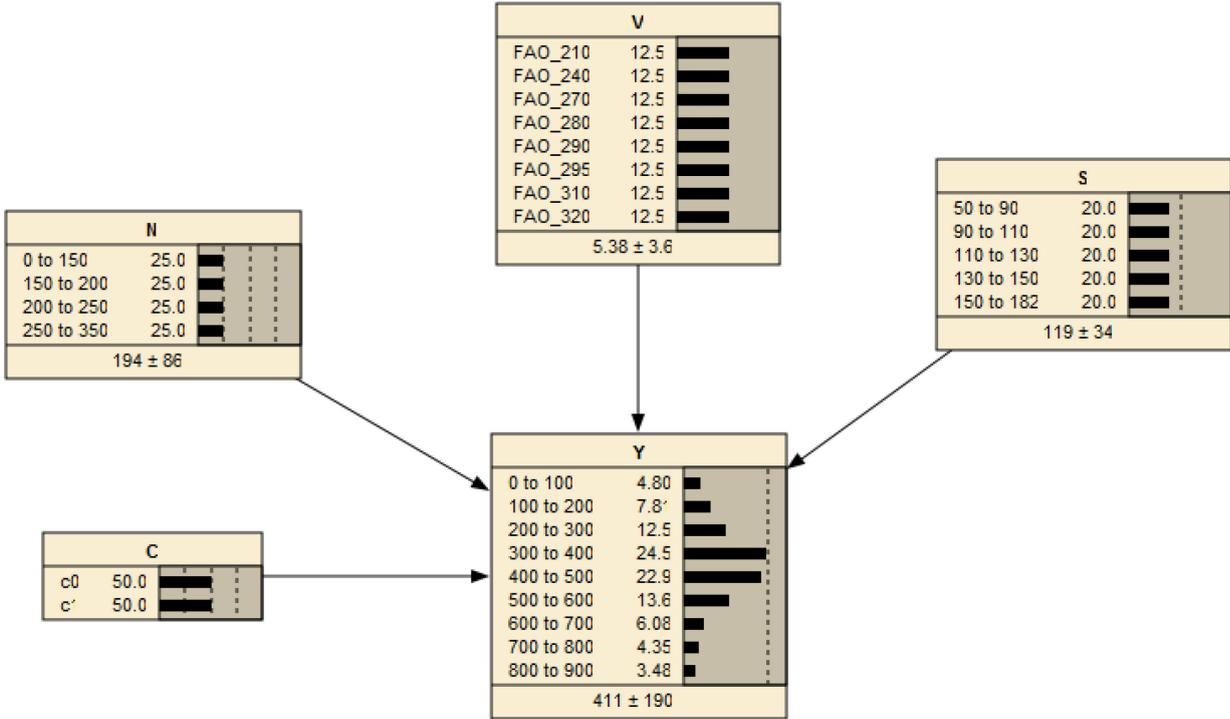 V
FAO_210 12.5
FAO_240 12.5
FAO_270 12.5
FAO_280 12.5
FAO_290 12.5
FAO_295 12.5
FAO_310 12.5
FAO_320 12.5
5.38 ± 3.6
S
50 to 90 20.0
90 to 110 20.0
110 to 130 20.0
130 to 150 20.0
150 to 182 20.0
119 ± 34
N
0 to 150 25.0
150 to 200 25.0
200 to 250 25.0
250 to 350 25.0
194 ± 86
Y
0 to 100 4.80
100 to 200 7.81
200 to 300 12.5
300 to 400 24.5
400 to 500 22.9
500 to 600 13.6
600 to 700 6.08
700 to 800 4.35
800 to 900 3.48
411 ± 190
C
c0 50.0
c1 50.0